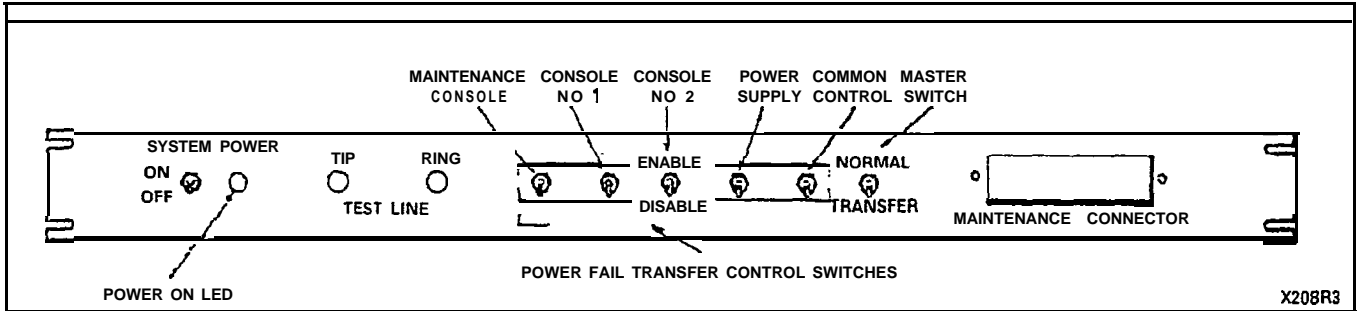 MAINTENANCE CONSOLE CONSOLE POWER COMMON MASTER
CONSOLE NO 1 NO 2 SUPPLY CONTROL SWITCH
SYSTEM POWER
ON
OFF
TIP
RING
TEST LINE
ENABLE
DISABLE
NORMAL
TRANSFER
MAINTENANCE CONNECTOR
POWER FAIL TRANSFER CONTROL SWITCHES
POWER ON LED
X208R3